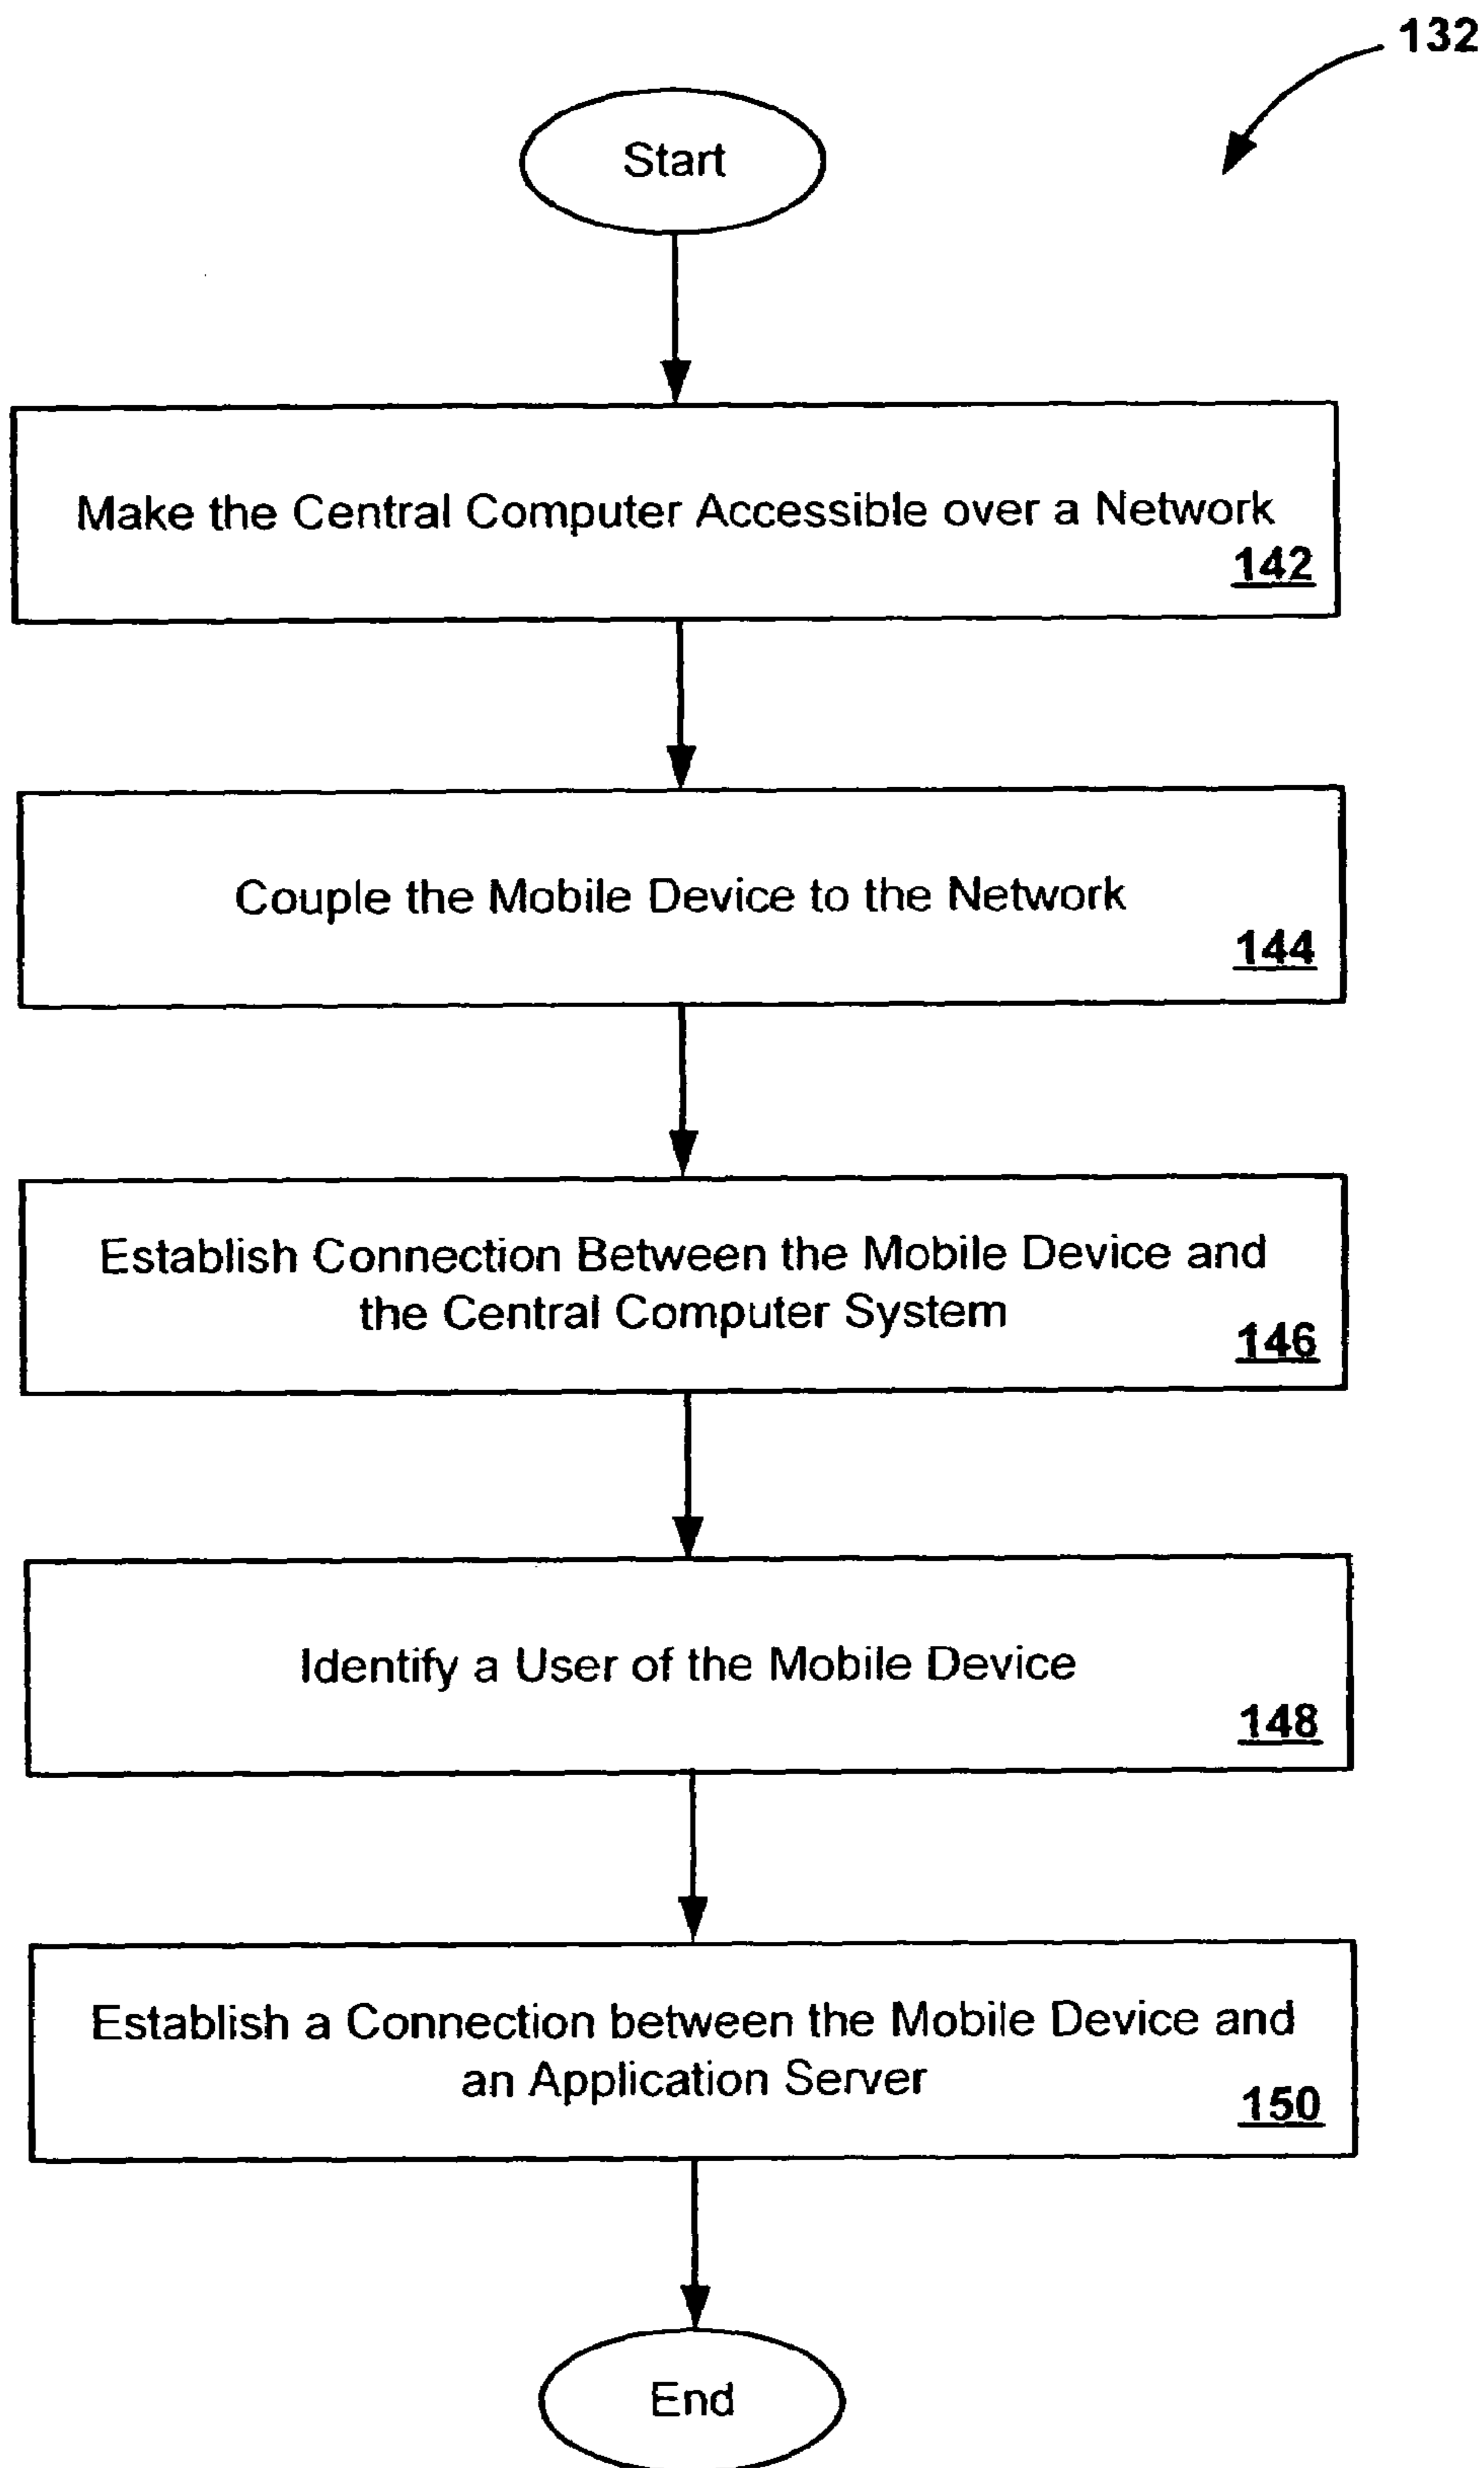 132
Start
Make the Central Computer Accessible over a Network
142
Couple the Mobile Device to the Network
144
Establish Connection Between the Mobile Device and
the Central Computer System
146
Identify a User of the Mobile Device
148
Establish a Connection between the Mobile Device and
an Application Server
150
End